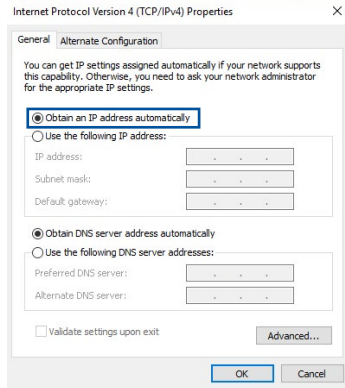 Internet Protocol Version 4 (TCP/IPv4) Properties
General Alternate Configuration
You can get IP settings assigned automatically if your network supports
this capability. Otherwise, you need to ask your network administrator
for the appropriate IP settings.
Obtain an IP address automatically
Use the following IP address:
IP address:
Subnet mask:
Default gateway:
Obtain DNS server address automatically
Use the following DNS server addresses:
Preferred DNS server:
Alternate DNS server:
Validate settings upon exit
Advanced...
OK Cancel